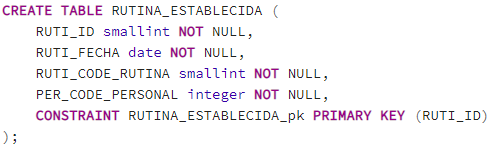 CREATE TABLE RUTINA_ESTABLECIDA (
    RUTI_ID smallint NOT NULL,
    RUTI_FECHA date NOT NULL,
    RUTI_CODE_RUTINA smallint NOT NULL,
    PER_CODE_PERSONAL integer NOT NULL,
    CONSTRAINT RUTINA_ESTABLECIDA_pk PRIMARY KEY (RUTI_ID)
);